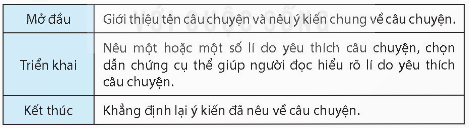 Mở đầu
Giới thiệu tên câu chuyện và nêu ý kiến chung về câu chuyện.
Triển khai
Nêu một hoặc một số lí do yêu thích câu chuyện, chọn
dẫn chứng cụ thể giúp người đọc hiểu rõ lí do yêu thích
câu chuyện.
Kết thúc
Khẳng định lại ý kiến đã nêu về câu chuyện.